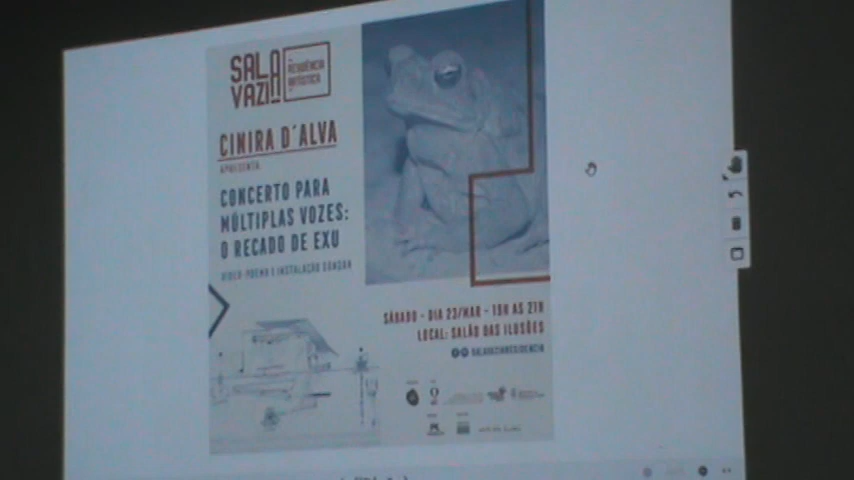 SALA
VAZIA
RESIDÊNCIA
ARTÍSTICA
CINIRA D´ALVA
APRESENTA
CONCERTO PARA
MÚLTIPLAS VOZES:
O RECADO DE EXU
VIDEO-POEMA E INSTALAÇÃO SONORA
SÁBADO - DIA 23/MAR - 19H AS 21H
LOCAL: SALÃO DAS ILUSÕES